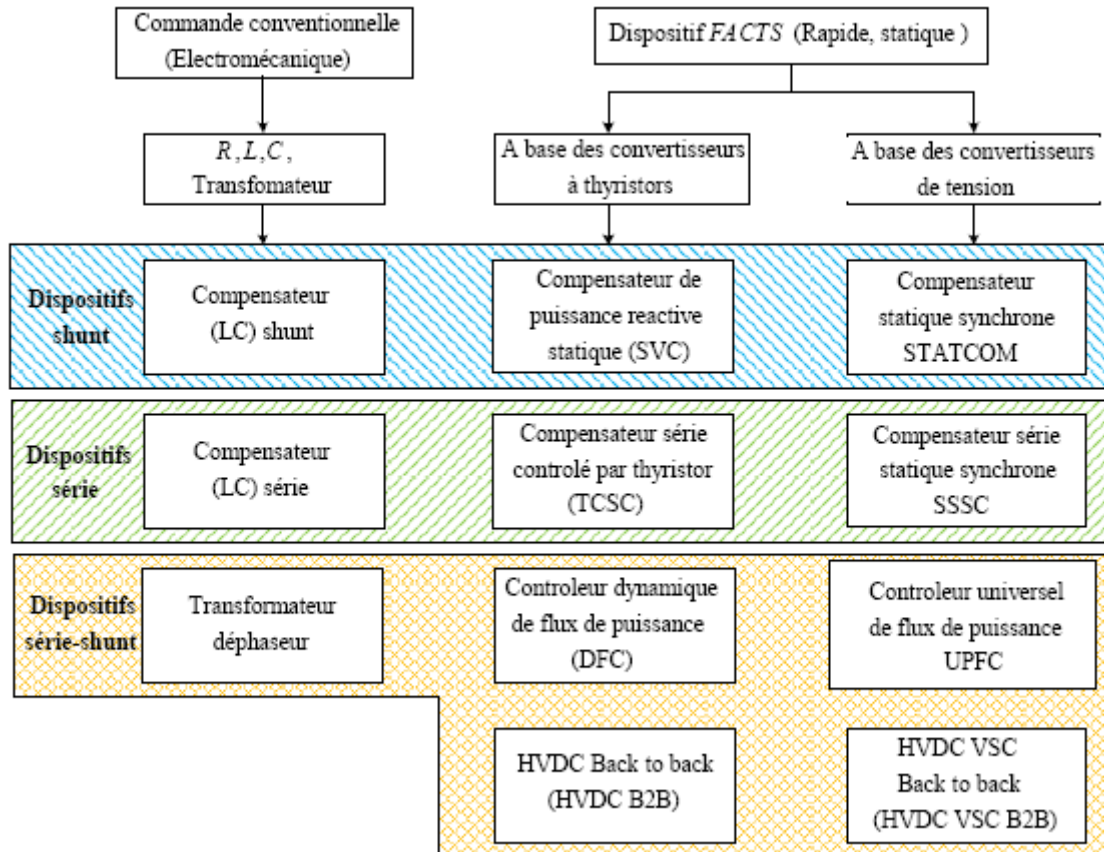 Commande conventionnelle
(Electromécanique)
Dispositif FACTS (Rapide, statique )
R ,L,C ,
Transfomateur
A base des convertisseurs
à thyristors
A base des convertisseurs
de tension
Dispositifs
shunt
Compensateur
(LC) shunt
Compensateur de
puissance reactive
statique (SVC)
Compensateur
statique synchrone
STATCOM
Dispositifs
série
Compensateur
(LC) série
Compensateur série
controlé par thyristor
(TCSC)
Compensateur série
statique synchrone
SSSC
Dispositifs
série-shunt
Transformateur
déphaseur
Controleur dynamique
de flux de puissance
(DFC)
Controleur universel
de flux de puissance
UPFC
HVDC Back to back
(HVDC B2B)
HVDC VSC
Back to back
(HVDC VSC B2B)